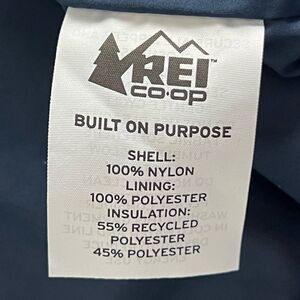 REI
CO·OP
BUILT ON PURPOSE
SHELL:
100% NYLON
LINING:
100% POLYESTER
INSULATION:
55% RECYCLED
POLYESTER
45% POLYESTER